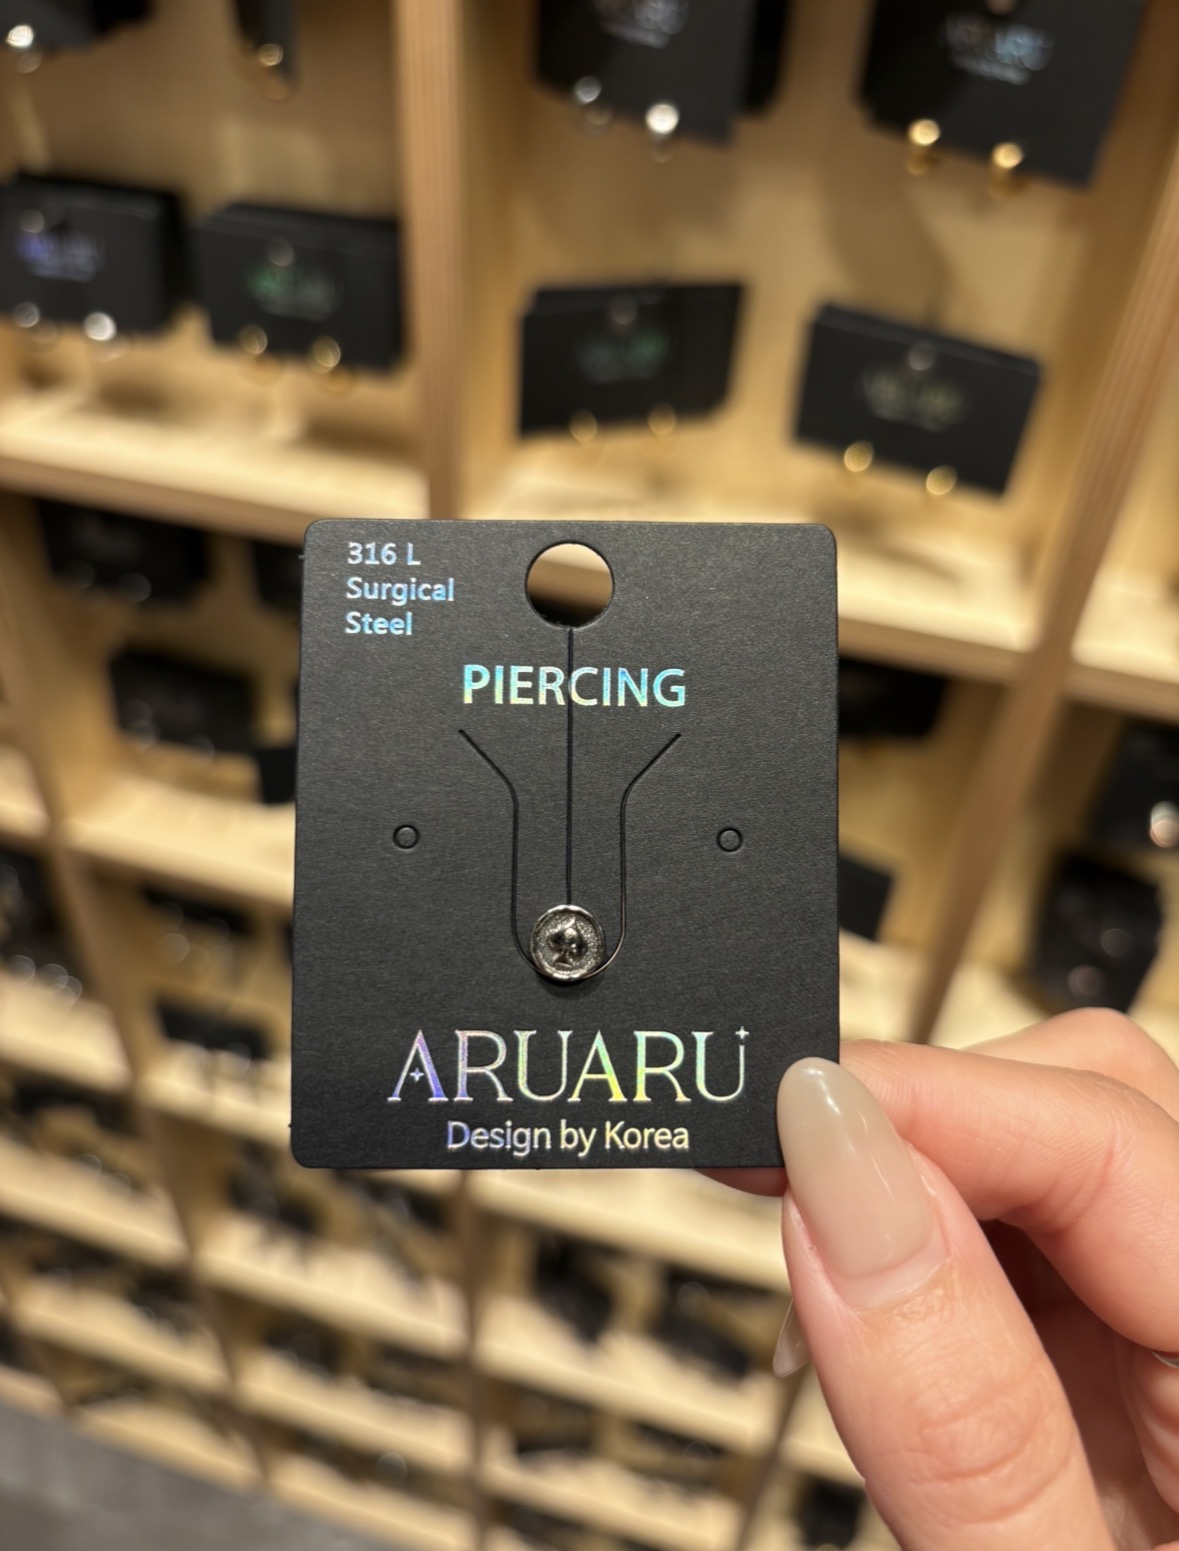 316 L
Surgical
Steel
PIERCING
ARUARU
Design by Korea